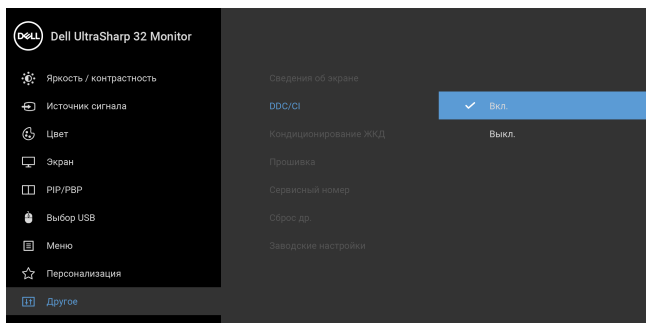 DELL Dell UltraSharp 32 Monitor
Яркость / контрастность
Источник сигнала
Цвет
Экран
PIP/PBP
Выбор USB
Меню
Персонализация
Другое
Сведения об экране
DDC/CI
Кондиционирование ЖКД
Прошивка
Сервисный номер
Сброс др.
Заводские настройки
Вкл.
Выкл.